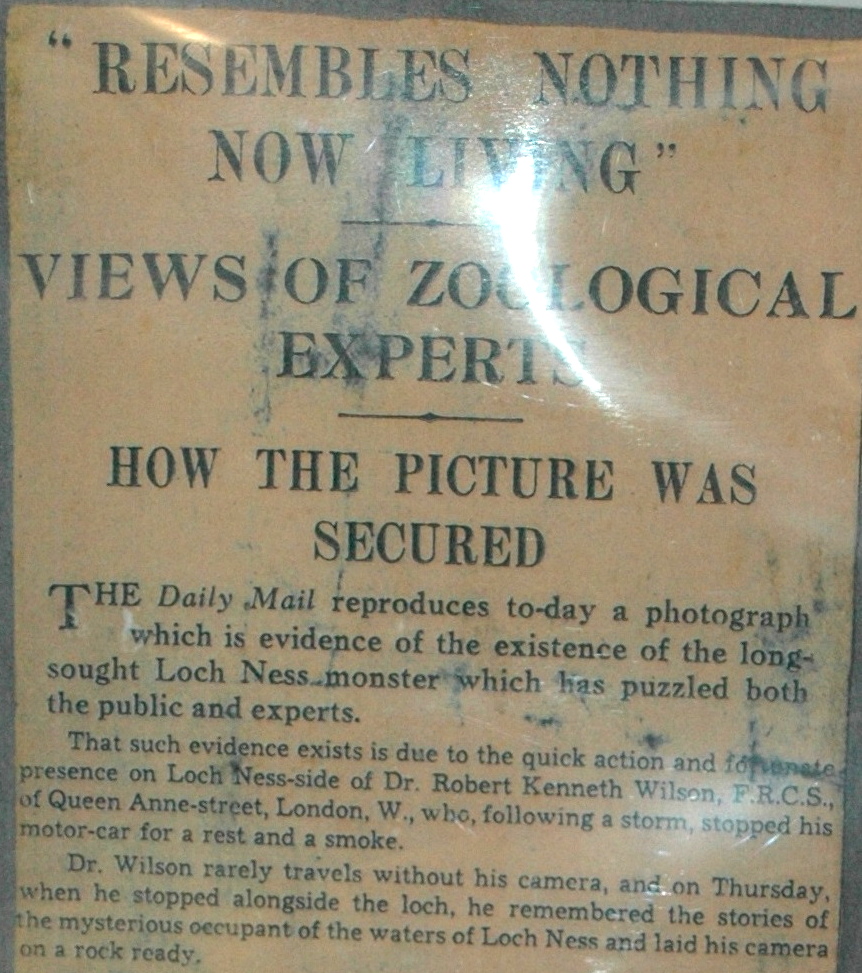 “RESEMBLES NOTHING
NOW LIVING”
VIEWS OF ZOOLOGICAL
EXPERTS
HOW THE PICTURE WAS
SECURED
THE Daily Mail reproduces to-day a photograph
which is evidence of the existence of the long-
sought Loch Ness monster which has puzzled both
the public and experts.
That such evidence exists is due to the quick action and fortunate
presence on Loch Ness-side of Dr. Robert Kenneth Wilson, F.R.C.S.,
of Queen Anne-street, London, W., who, following a storm, stopped his
motor-car for a rest and a smoke.
Dr. Wilson rarely travels without his camera, and on Thursday,
when he stopped alongside the loch, he remembered the stories of
the mysterious occupant of the waters of Loch Ness and laid his camera
on a rock ready.